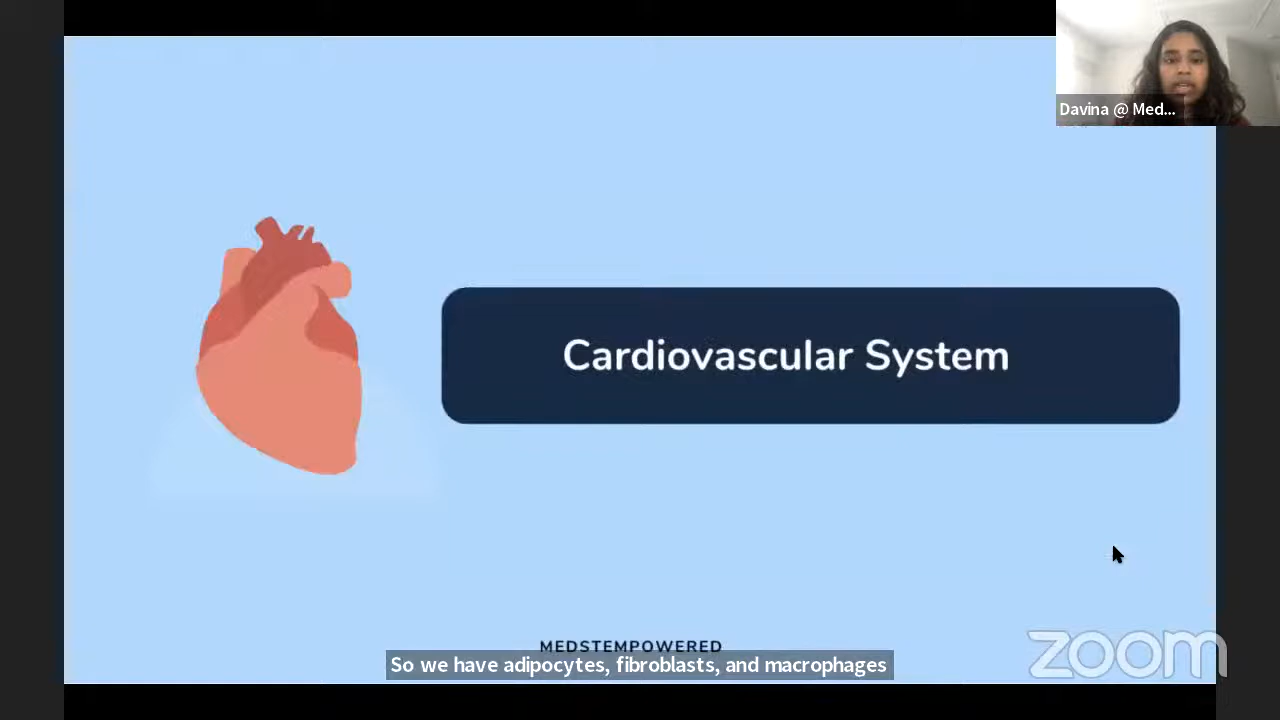 Davina @ Med...
Cardiovascular System
MEDSTEMPOWERED
So we have adipocytes, fibroblasts, and macrophages
zoom